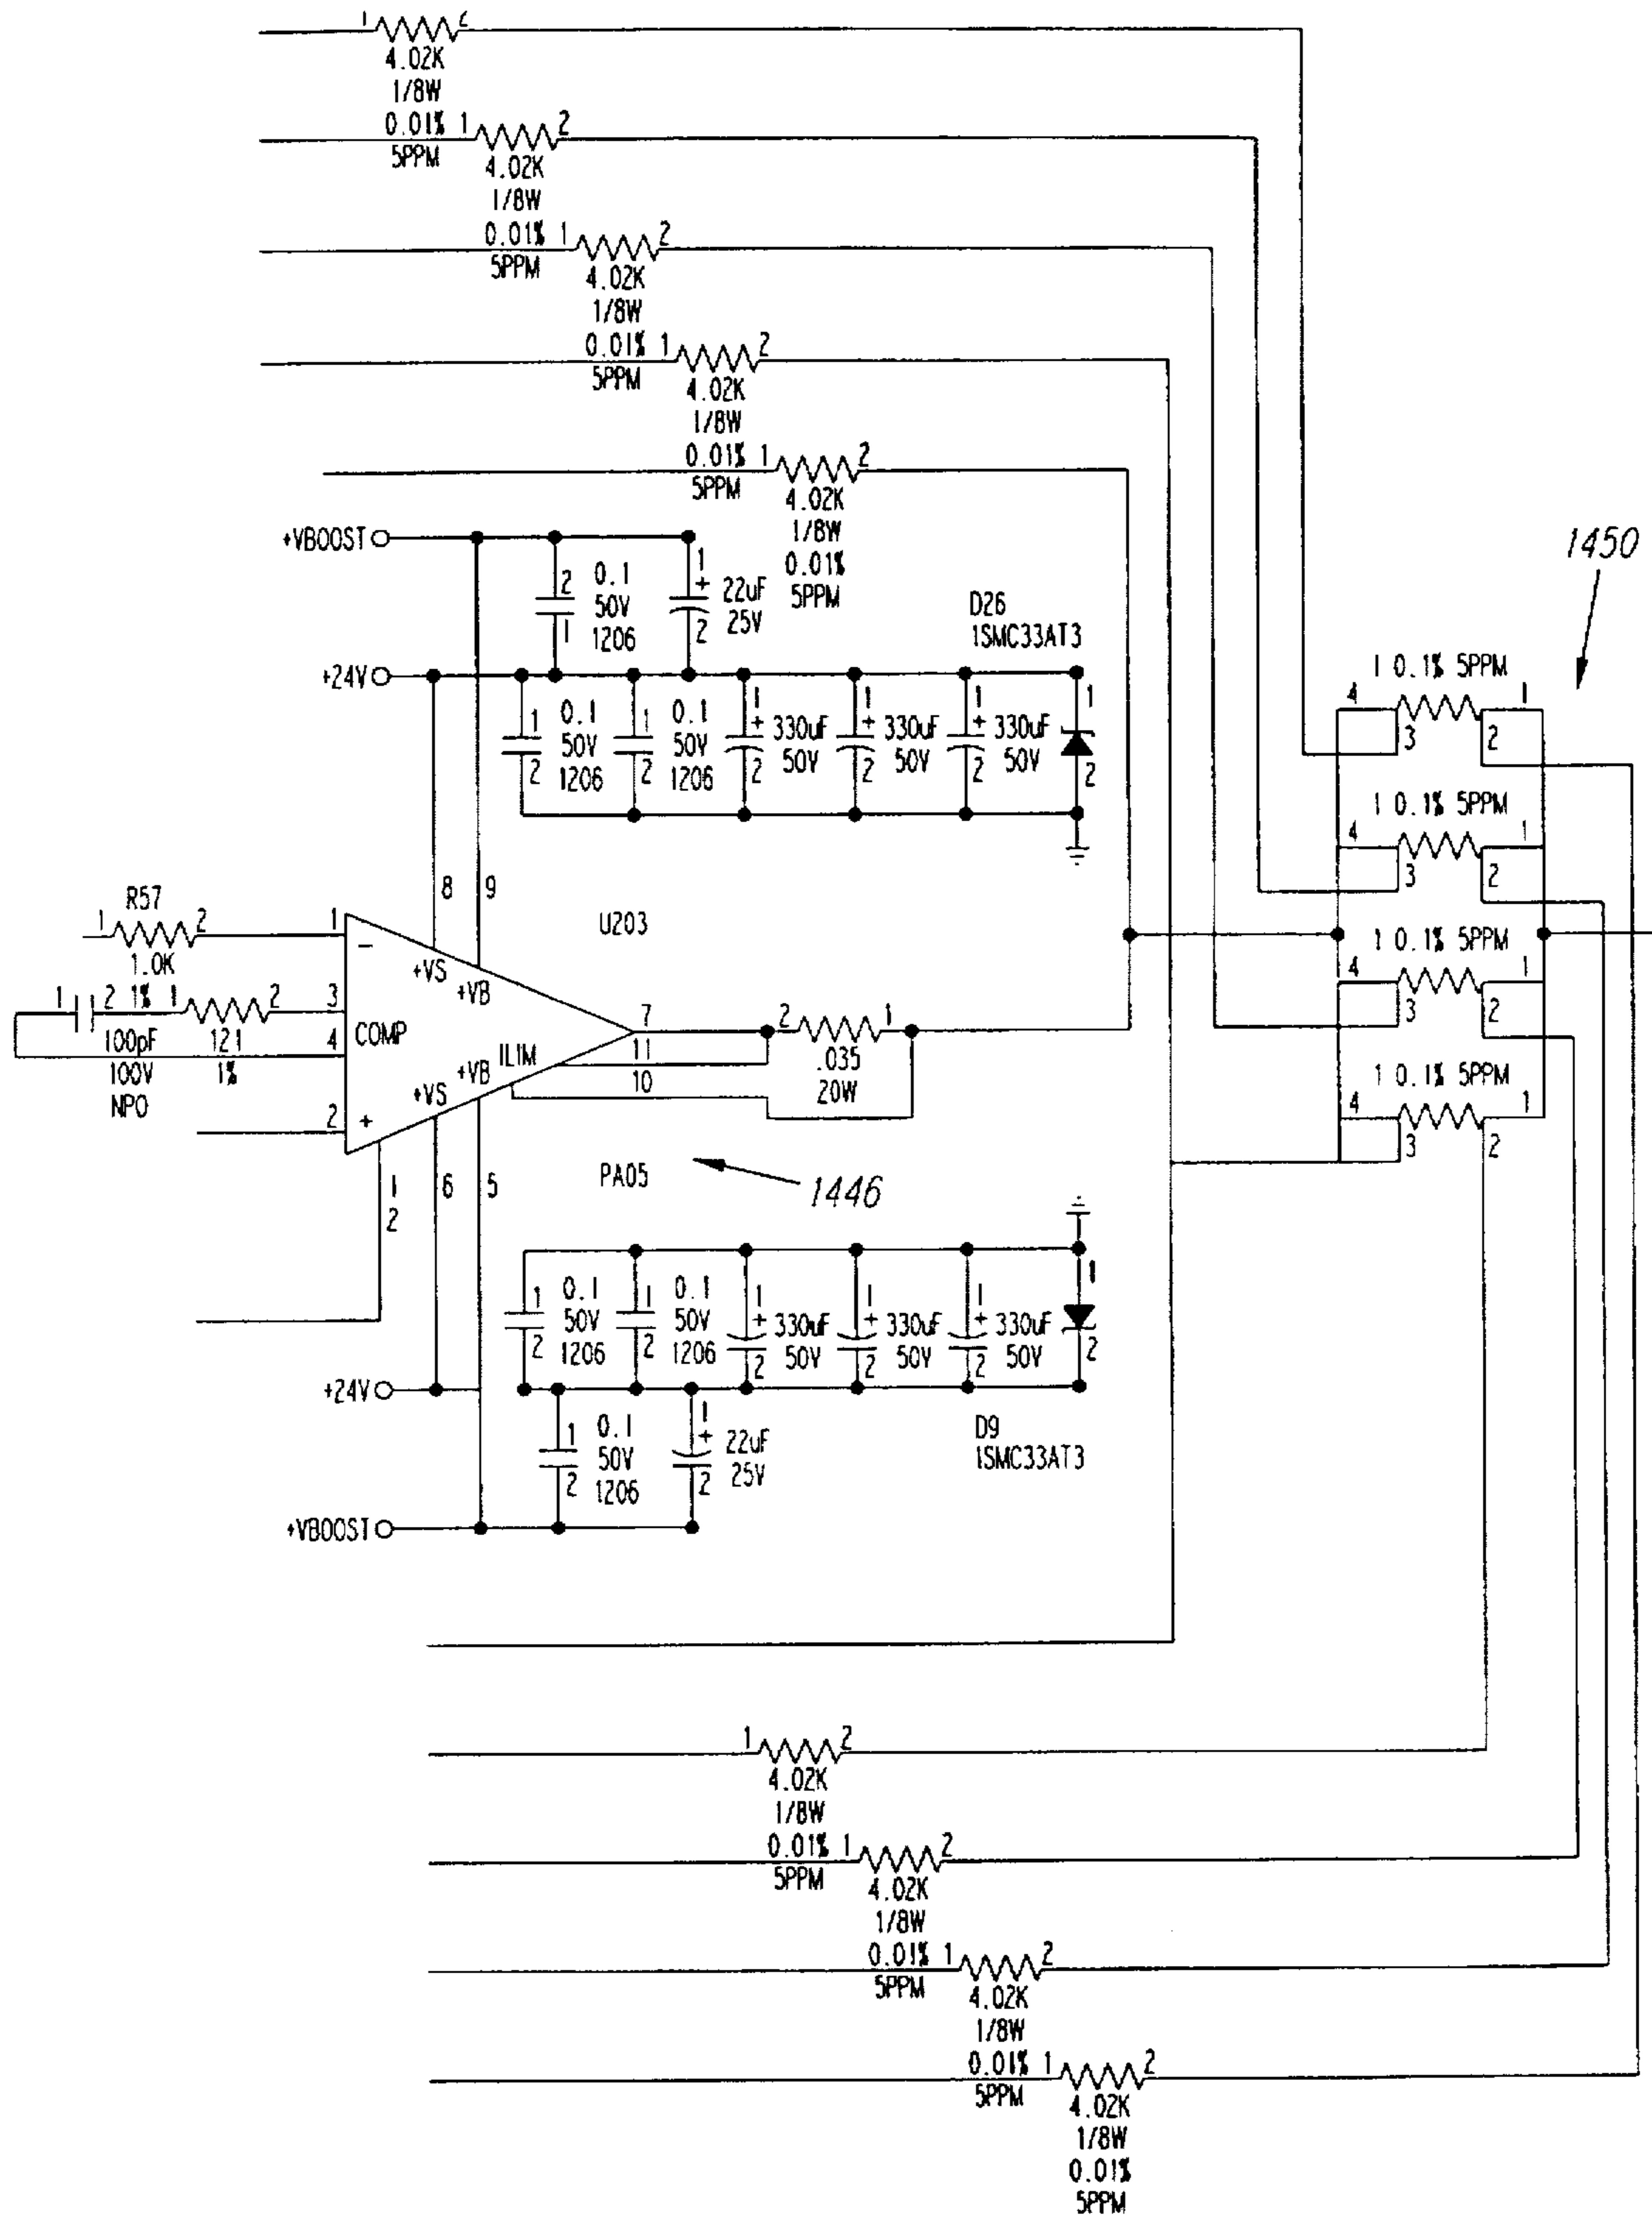 1 2
4.02K
1/8W
0.01% 1 2
5PPM
4.02K
1/8W
0.01% 1 2
5PPM
4.02K
1/8W
0.01% 1 2
5PPM
4.02K
1/8W
0.01% 1 2
5PPM
4.02K
1/8W
0.01%
5PPM
+VBOOST
2 0.1
50V
1 1206
1
+ 22uF
2 25V
D26
1SMC33AT3
1450
+24V
1 0.1
50V
2 1206
1 0.1
50V
2 1206
1
+ 330uF
50V
2
1
+ 330uF
50V
2
1
+ 330uF
50V
2
1
2
1 0.1% 5PPM
4 1
3 2
1 0.1% 5PPM
4 1
3 2
1 0.1% 5PPM
4 1
3 2
1 0.1% 5PPM
4 1
3 2
8 9
R57
1 2
1.0K
1%
1
−
U203
+VS
+VB
1 2 1 2 3
100pF
100V
NPO
121
1%
4 COMP
7
11
10
ILIM
+VB
+VS
2 1
.035
20W
2 +
1
2
6 5
PA05
1446
1 0.1
50V
2 1206
1 0.1
50V
2 1206
1
+ 330uF
50V
2
1
+ 330uF
50V
2
1
+ 330uF
50V
2
1
2
+24V
1 0.1
50V
2 1206
1
+ 22uF
2 25V
D9
1SMC33AT3
+VBOOST
1 2
4.02K
1/8W
0.01% 1 2
5PPM
4.02K
1/8W
0.01% 1 2
5PPM
4.02K
1/8W
0.01% 1 2
5PPM
4.02K
1/8W
0.01%
5PPM